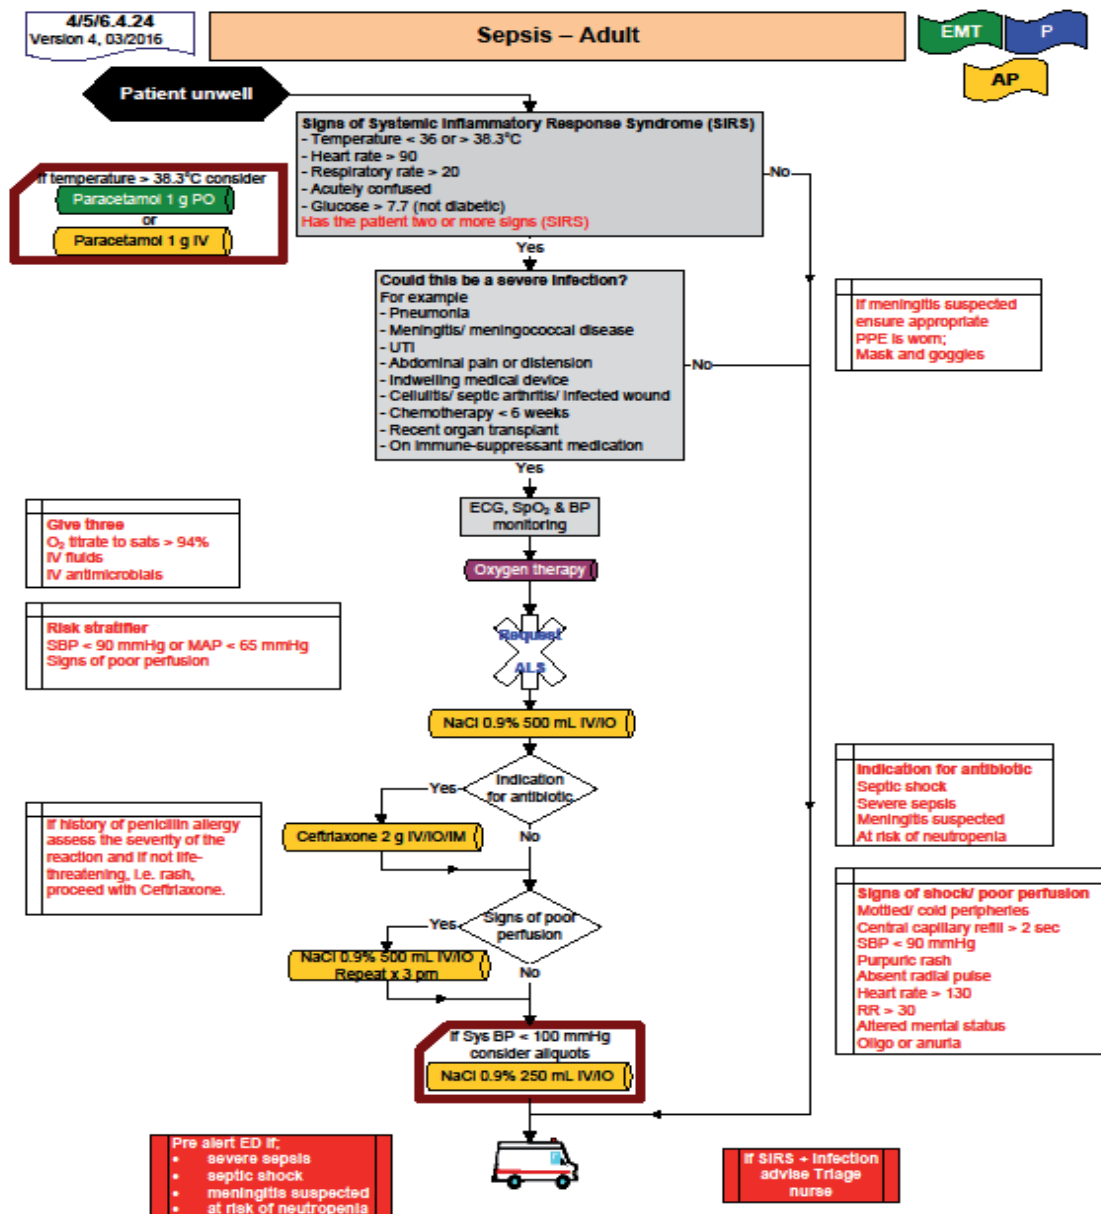 4/5/6.4.24
Version 4, 03/2016
Sepsis – Adult
EMT
P
AP
Patient unwell
Signs of Systemic Inflammatory Response Syndrome (SIRS)
- Temperature < 36 or > 38.3°C
- Heart rate > 90
- Respiratory rate > 20
- Acutely confused
- Glucose > 7.7 (not diabetic)
Has the patient two or more signs (SIRS)
No
If temperature > 38.3°C consider
Paracetamol 1 g PO
or
Paracetamol 1 g IV
Yes
Could this be a severe infection?
For example
- Pneumonia
- Meningitis/ meningococcal disease
- UTI
- Abdominal pain or distension
- Indwelling medical device
- Cellulitis/ septic arthritis/ infected wound
- Chemotherapy < 6 weeks
- Recent organ transplant
- On immune-suppressant medication
No
If meningitis suspected
ensure appropriate
PPE is worn;
Mask and goggles
Yes
ECG, SpO₂ & BP
monitoring
Give three
O₂ titrate to sats > 94%
IV fluids
IV antimicrobials
Oxygen therapy
Risk stratifier
SBP < 90 mmHg or MAP < 65 mmHg
Signs of poor perfusion
Request
ALS
NaCl 0.9% 500 mL IV/IO
Indication
for antibiotic
Yes
No
Ceftriaxone 2 g IV/IO/IM
If history of penicillin allergy
assess the severity of the
reaction and if not life-
threatening, i.e. rash,
proceed with Ceftriaxone.
Indication for antibiotic
Septic shock
Severe sepsis
Meningitis suspected
At risk of neutropenia
Signs of poor
perfusion
Yes
No
NaCl 0.9% 500 mL IV/IO
Repeat x 3 prn
Signs of shock/ poor perfusion
Mottled/ cold peripheries
Central capillary refill > 2 sec
SBP < 90 mmHg
Purpuric rash
Absent radial pulse
Heart rate > 130
RR > 30
Altered mental status
Oligo or anuria
If Sys BP < 100 mmHg
consider aliquots
NaCl 0.9% 250 mL IV/IO
Pre alert ED if;
• severe sepsis
• septic shock
• meningitis suspected
• at risk of neutropenia
If SIRS + infection
advise Triage
nurse